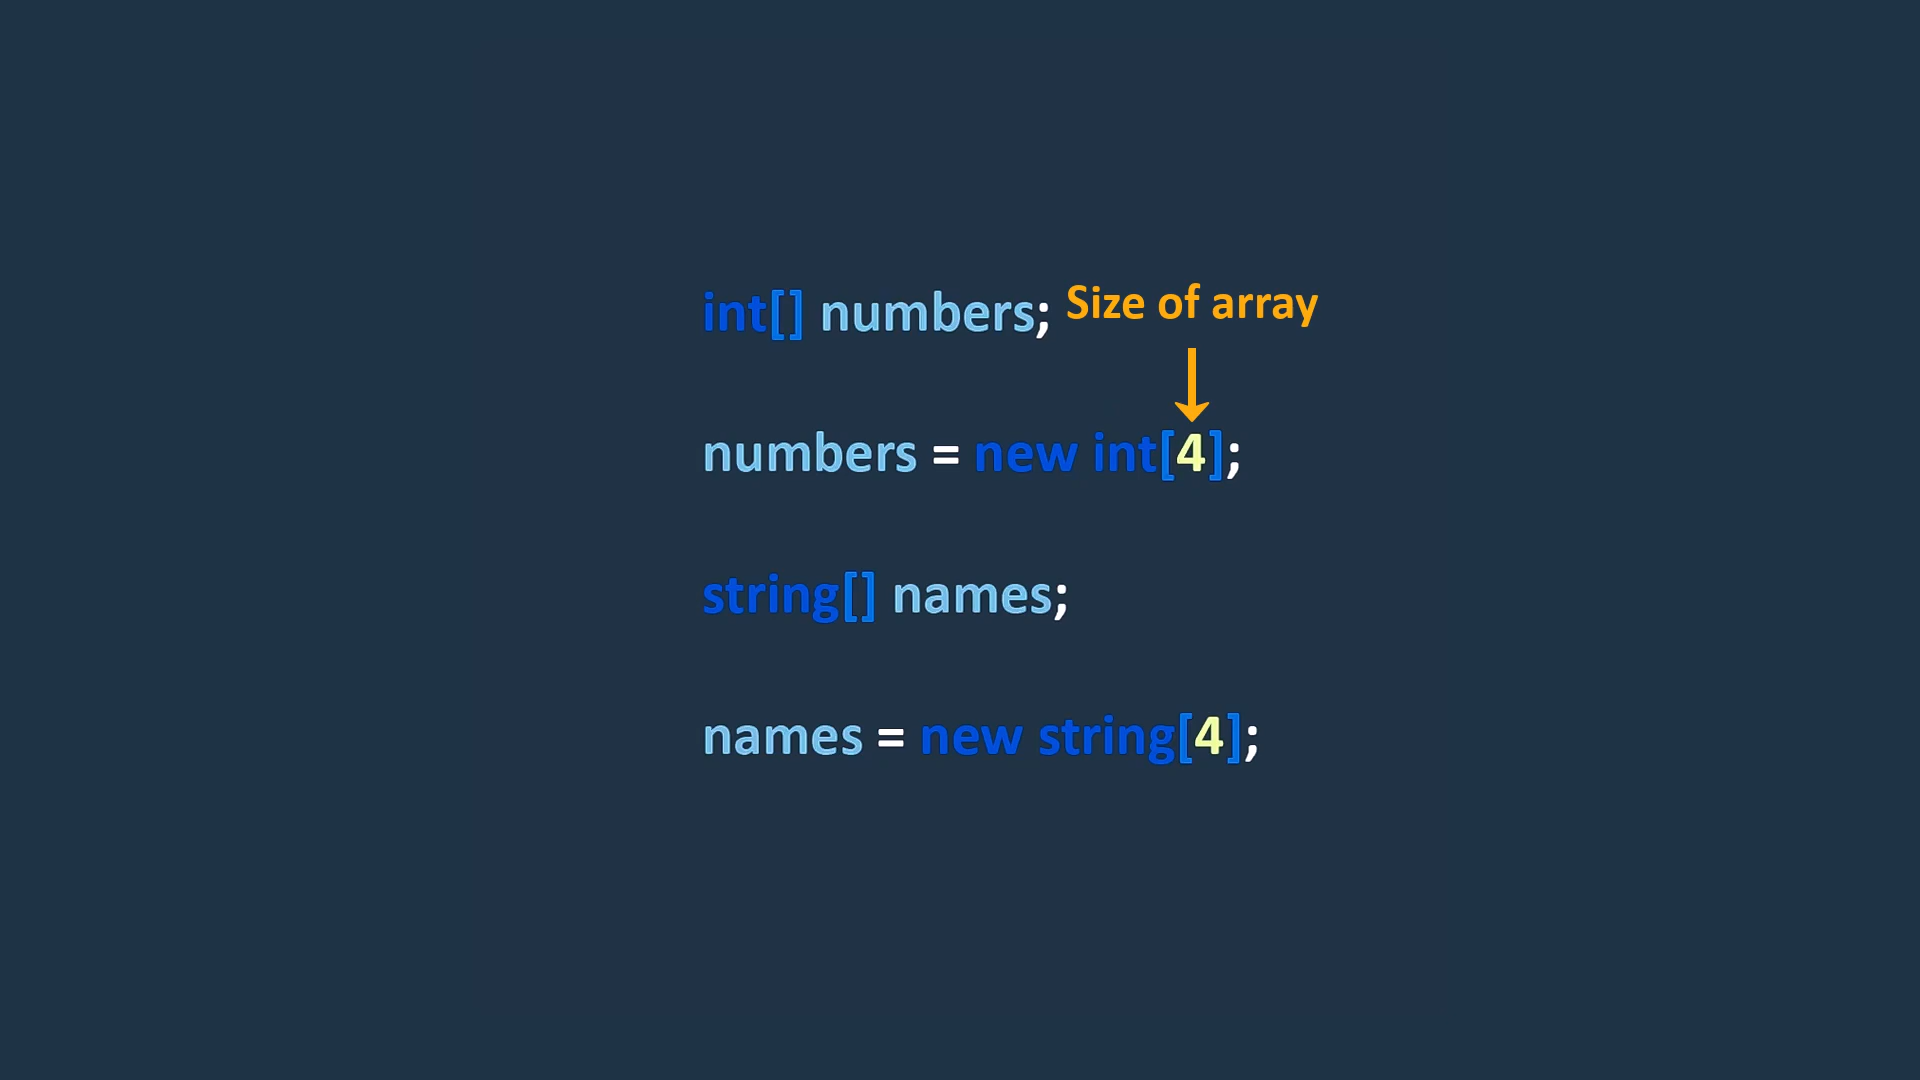 int[] numbers; Size of array
numbers = new int[4];
string[] names;
names = new string[4];